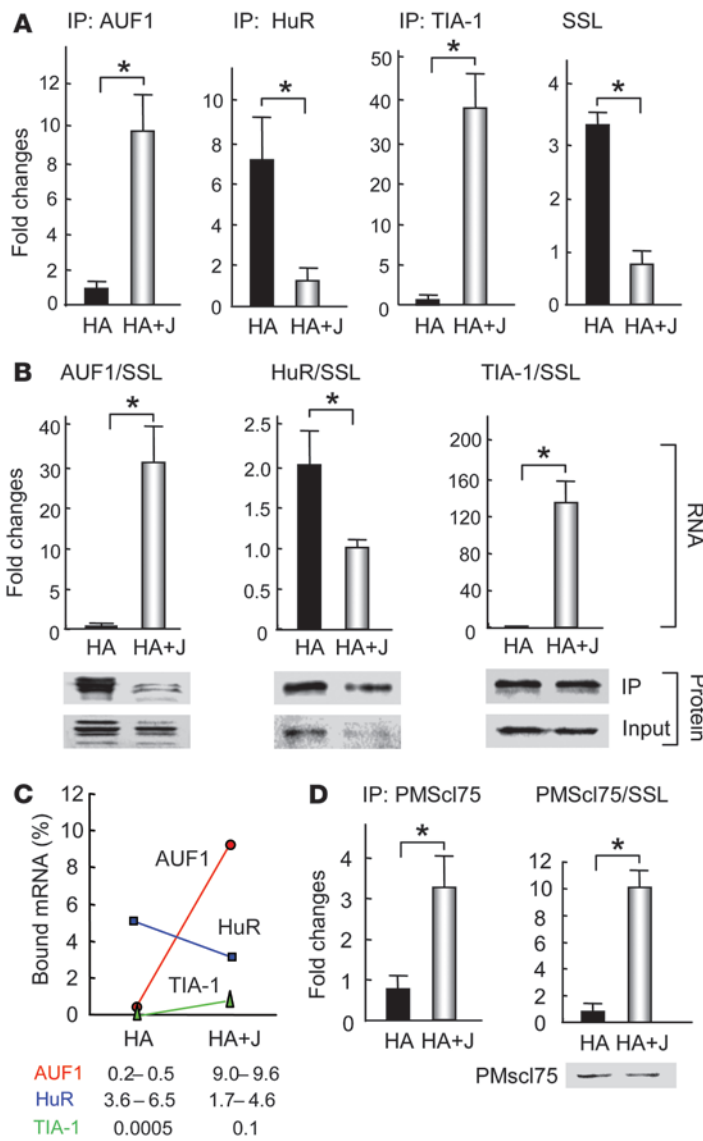 A
IP: AUF1 IP: HuR IP: TIA-1 SSL
Fold changes
12
10
8
6
4
2
0
*
HA HA+J
10
8
6
4
2
0
*
HA HA+J
50
40
30
20
10
5
0
*
HA HA+J
4
3
2
1
0
*
HA HA+J
B
AUF1/SSL HuR/SSL TIA-1/SSL
Fold changes
40
30
20
10
5
0
*
HA HA+J
2.5
2.0
1.5
1.0
0.5
0
*
HA HA+J
200
160
120
80
40
0
*
HA HA+J
RNA
IP
Input
Protein
C
Bound mRNA (%)
12
10
8
6
4
2
0
AUF1
HuR
TIA-1
HA HA+J
AUF1 0.2–0.5 9.0–9.6
HuR 3.6–6.5 1.7–4.6
TIA-1 0.0005 0.1
D
IP: PMScl75 PMScl75/SSL
Fold changes
4
3
2
1
0
*
HA HA+J
12
10
8
6
4
2
0
*
HA HA+J
PMscl75